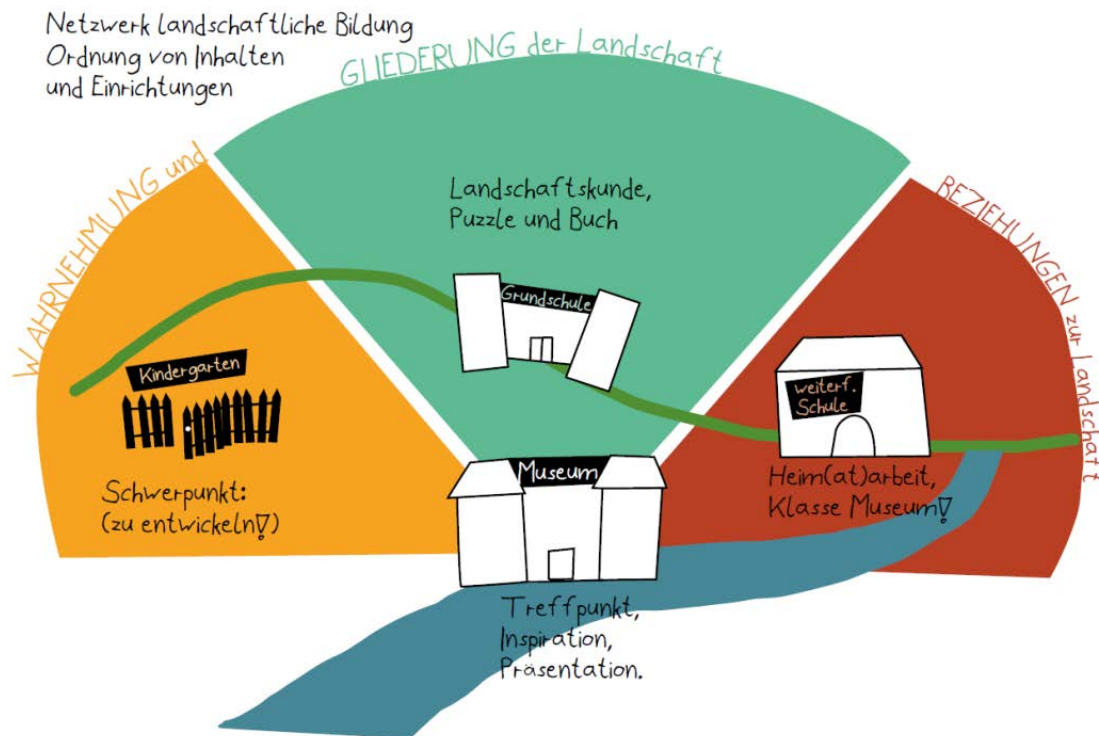 Netzwerk landschaftliche Bildung
Ordnung von Inhalten
und Einrichtungen
WAHRNEHMUNG und
GLIEDERUNG der Landschaft
BEZIEHUNGEN zur Landschaft
Landschaftskunde,
Puzzle und Buch
Grundschule
Kindergarten
Schwerpunkt:
(zu entwickeln!)
weiterf.
Schule
Heim(at)arbeit,
Klasse Museum!
Museum
Treffpunkt,
Inspiration,
Präsentation.